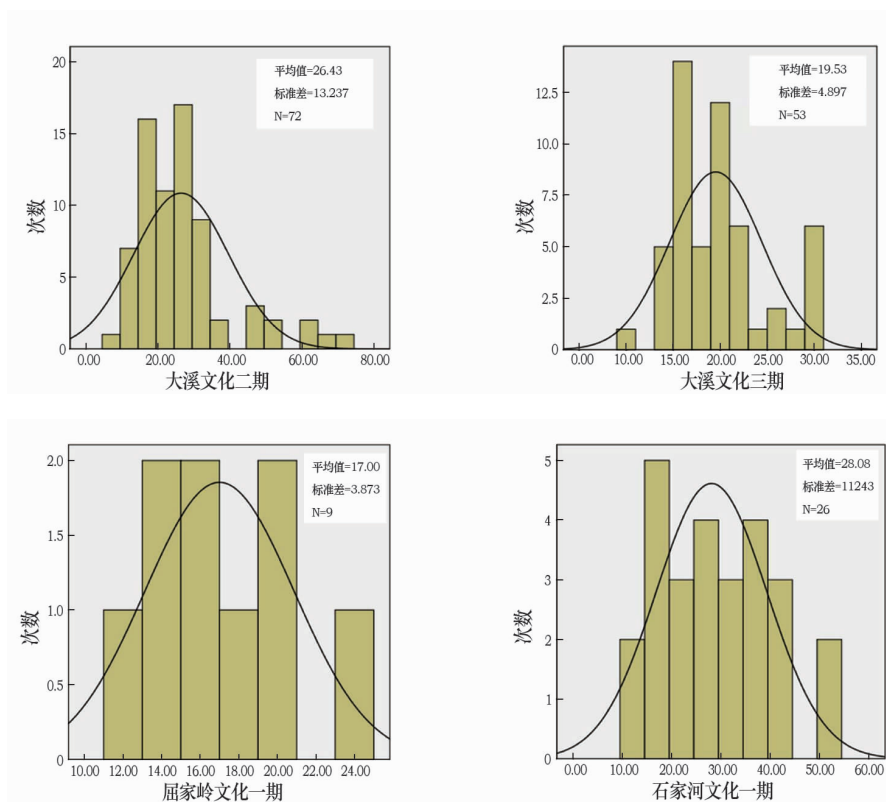 平均值=26.43
标准差=13.237
N=72
20
15
10
5
0
次数
0.00 20.00 40.00 60.00 80.00
大溪文化二期
平均值=19.53
标准差=4.897
N=53
12.5
10.0
7.5
5.0
2.5
0
次数
0.00 10.00 15.00 20.00 25.00 30.00 35.00
大溪文化三期
平均值=17.00
标准差=3.873
N=9
2.0
1.5
1.0
0.5
0
次数
10.00 12.00 14.00 16.00 18.00 20.00 22.00 24.00
屈家岭文化一期
平均值=28.08
标准差=11243
N=26
5
4
3
2
1
0
次数
0.00 10.00 20.00 30.00 40.00 50.00 60.00
石家河文化一期